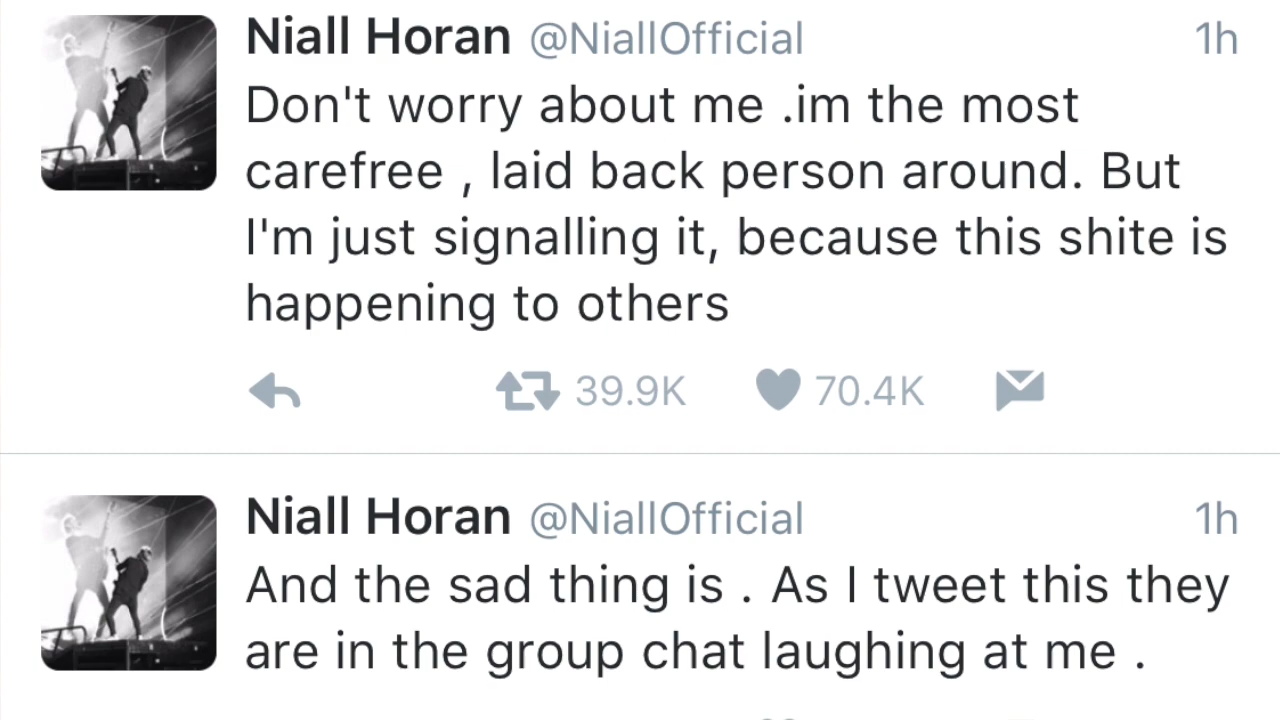 Niall Horan @NiallOfficial 1h
Don't worry about me .im the most
carefree , laid back person around. But
I'm just signalling it, because this shite is
happening to others
39.9K 70.4K
Niall Horan @NiallOfficial 1h
And the sad thing is . As I tweet this they
are in the group chat laughing at me .